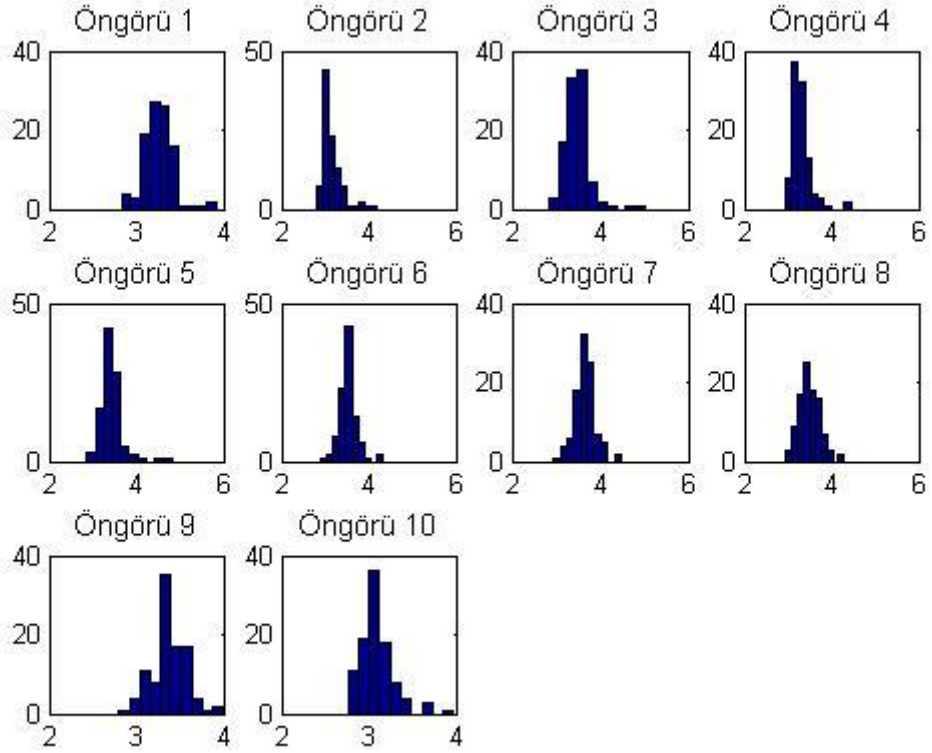 Öngörü 1 Öngörü 2 Öngörü 3 Öngörü 4
40 50 40 40
20 20 20
0 0 0 0
2 3 4 2 4 6 2 4 6 2 4 6
Öngörü 5 Öngörü 6 Öngörü 7 Öngörü 8
50 50 40 40
20 20
0 0 0 0
2 4 6 2 4 6 2 4 6 2 4 6
Öngörü 9 Öngörü 10
40 40
20 20
0 0
2 3 4 2 3 4